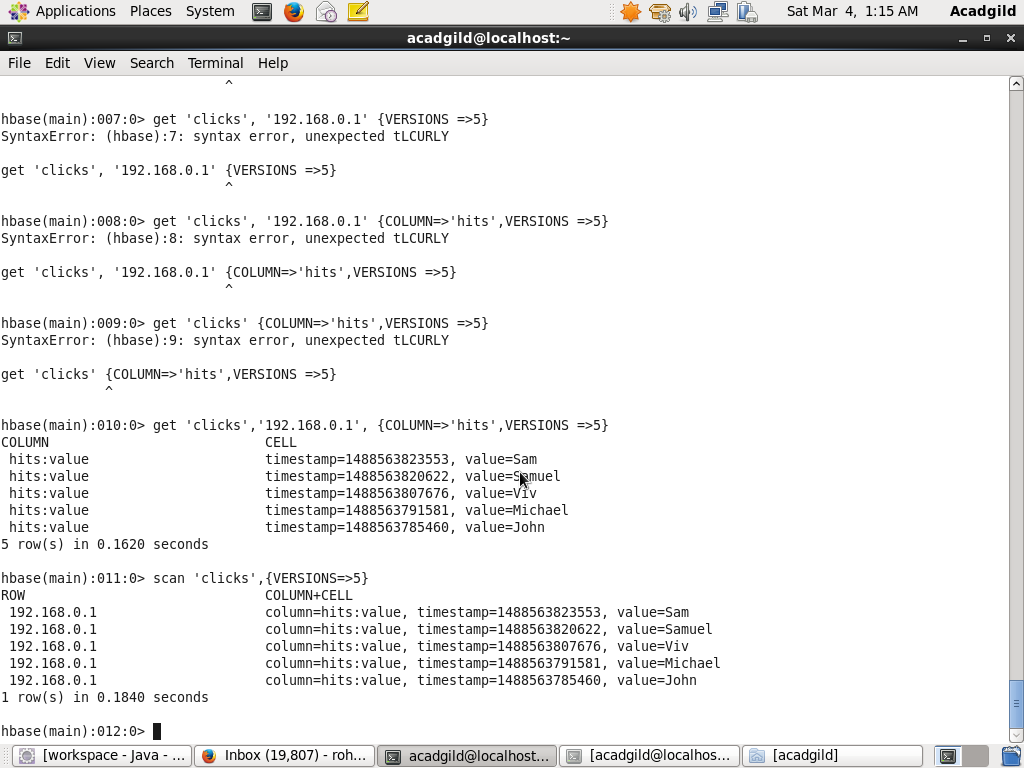 Applications Places System
Sat Mar 4, 1:15 AM Acadgild
acadgild@localhost:~
File Edit View Search Terminal Help
^
hbase(main):007:0> get 'clicks', '192.168.0.1' {VERSIONS =>5}
SyntaxError: (hbase):7: syntax error, unexpected tLCURLY
get 'clicks', '192.168.0.1' {VERSIONS =>5}
^
hbase(main):008:0> get 'clicks', '192.168.0.1' {COLUMN=>'hits',VERSIONS =>5}
SyntaxError: (hbase):8: syntax error, unexpected tLCURLY
get 'clicks', '192.168.0.1' {COLUMN=>'hits',VERSIONS =>5}
^
hbase(main):009:0> get 'clicks' {COLUMN=>'hits',VERSIONS =>5}
SyntaxError: (hbase):9: syntax error, unexpected tLCURLY
get 'clicks' {COLUMN=>'hits',VERSIONS =>5}
^
hbase(main):010:0> get 'clicks','192.168.0.1', {COLUMN=>'hits',VERSIONS =>5}
COLUMN CELL
hits:value timestamp=1488563823553, value=Sam
hits:value timestamp=1488563820622, value=Samuel
hits:value timestamp=1488563807676, value=Viv
hits:value timestamp=1488563791581, value=Michael
hits:value timestamp=1488563785460, value=John
5 row(s) in 0.1620 seconds
hbase(main):011:0> scan 'clicks',{VERSIONS=>5}
ROW COLUMN+CELL
192.168.0.1 column=hits:value, timestamp=1488563823553, value=Sam
192.168.0.1 column=hits:value, timestamp=1488563820622, value=Samuel
192.168.0.1 column=hits:value, timestamp=1488563807676, value=Viv
192.168.0.1 column=hits:value, timestamp=1488563791581, value=Michael
192.168.0.1 column=hits:value, timestamp=1488563785460, value=John
1 row(s) in 0.1840 seconds
hbase(main):012:0>
[workspace - Java - ... Inbox (19,807) - roh... acadgild@localhost... [acadgild@localhos... [acadgild]